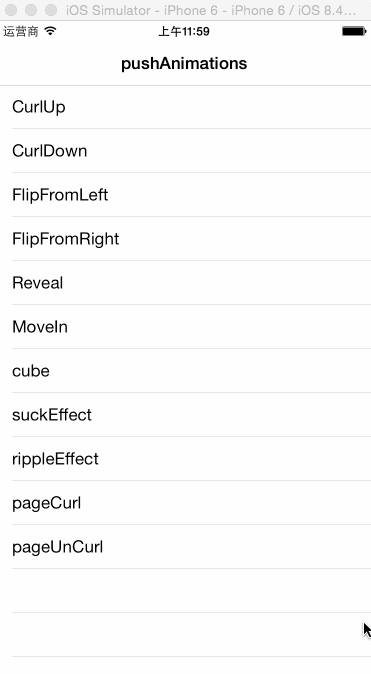 iOS Simulator - iPhone 6 - iPhone 6 / iOS 8.4...
运营商 上午11:59
pushAnimations
CurlUp
CurlDown
FlipFromLeft
FlipFromRight
Reveal
MoveIn
cube
suckEffect
rippleEffect
pageCurl
pageUnCurl